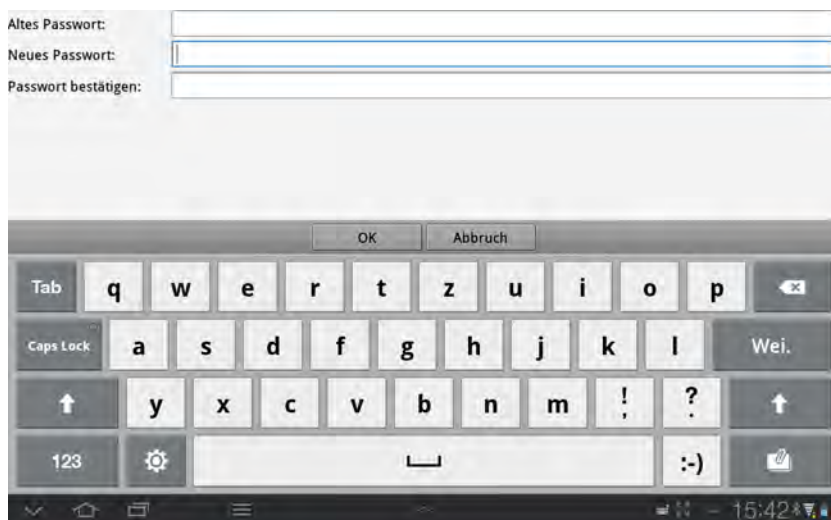 Altes Passwort:
Neues Passwort:
Passwort bestätigen:
OK Abbruch
Tab q w e r t z u i o p
Caps Lock a s d f g h j k l Wei.
y x c v b n m ! , ? .
123 :-)
15:42